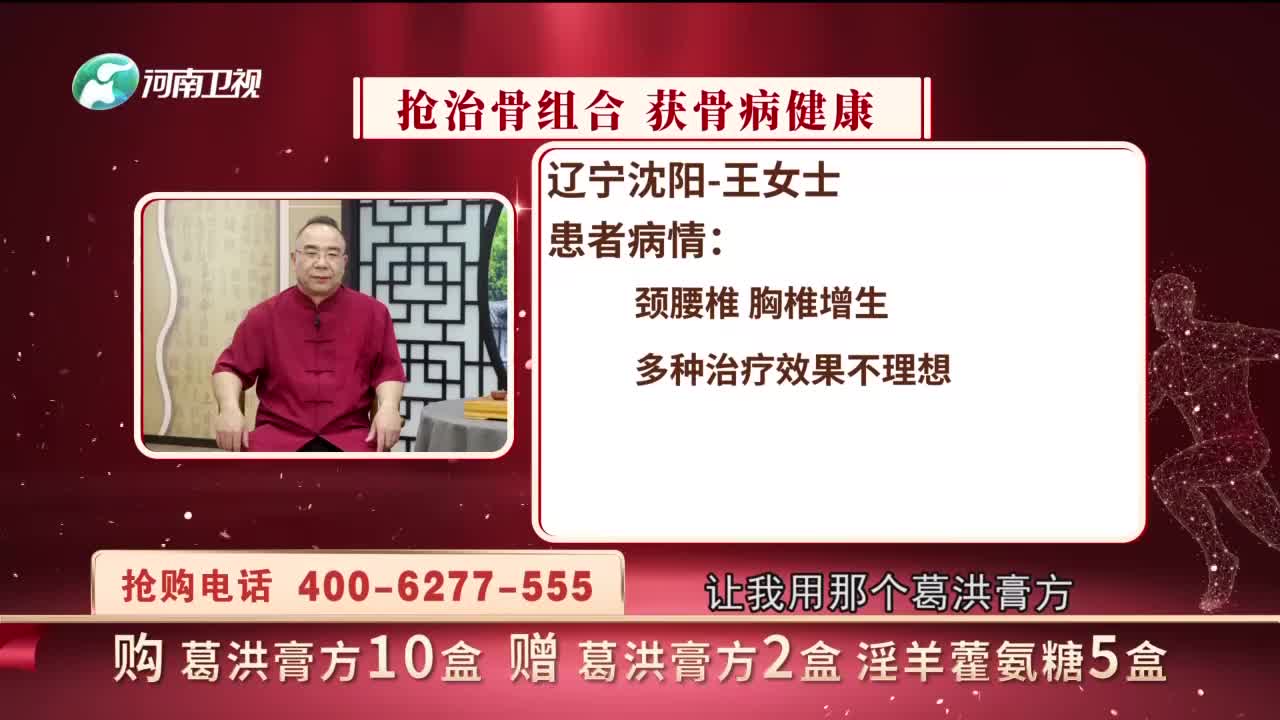 河南卫视
抢治骨组合 获骨病健康
辽宁沈阳-王女士
患者病情：
颈腰椎 胸椎增生
多种治疗效果不理想
抢购电话 400-6277-555
让我用那个葛洪膏方
购 葛洪膏方10盒 赠 葛洪膏方2盒 淫羊藿氨糖5盒